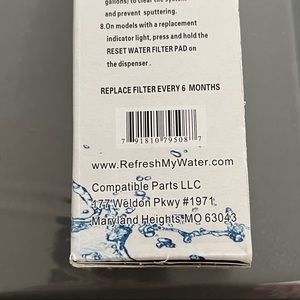 gallons) to clear the system
and prevent sputtering.
8.On models with a replacement
indicator light, press and hold the
RESET WATER FILTER PAD on
the dispenser .
REPLACE FILTER EVERY 6 MONTHS
7 91810 79508 7
www.RefreshMyWater.com
Compatible Parts LLC
177 Weldon Pkwy #1971
Maryland Heights, MO 63043